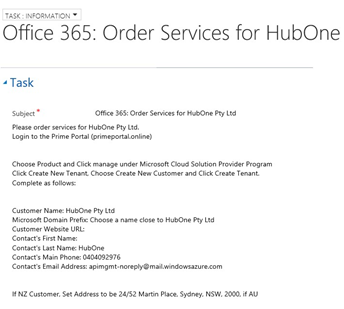 TASK : INFORMATION
Office 365: Order Services for HubOne
Task
Subject * Office 365: Order Services for HubOne Pty Ltd
Please order services for HubOne Pty Ltd.
Login to the Prime Portal (primeportal.online)
Choose Product and Click manage under Microsoft Cloud Solution Provider Program
Click Create New Tenant, Choose Create New Customer and Click Create Tenant.
Complete as follows:
Customer Name: HubOne Pty Ltd
Microsoft Domain Prefix: Choose a name close to HubOne Pty Ltd
Customer Website URL:
Contact's First Name:
Contact's Last Name: HubOne
Contact's Main Phone: 0404092976
Contact's Email Address: apimgmt-noreply@mail.windowsazure.com
If NZ Customer, Set Address to be 24/52 Martin Place, Sydney, NSW, 2000, if AU